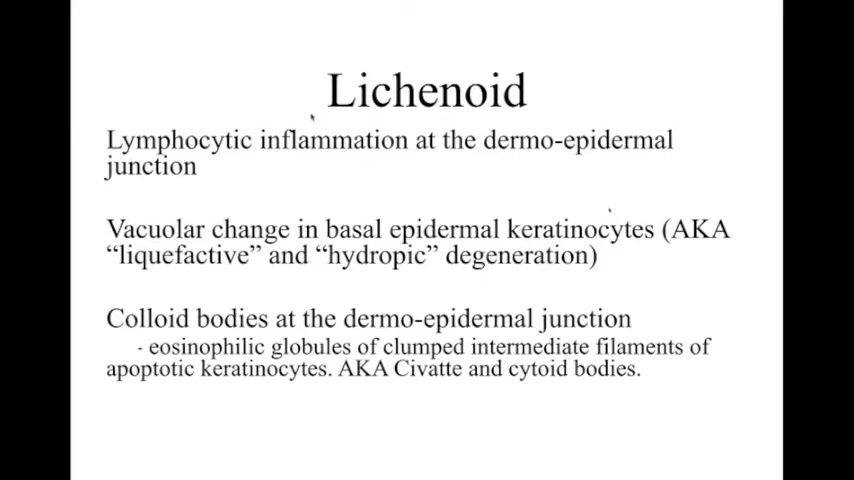 Lichenoid
Lymphocytic inflammation at the dermo-epidermal
junction
Vacuolar change in basal epidermal keratinocytes (AKA
“liquefactive” and “hydropic” degeneration)
Colloid bodies at the dermo-epidermal junction
- eosinophilic globules of clumped intermediate filaments of
apoptotic keratinocytes. AKA Civatte and cytoid bodies.